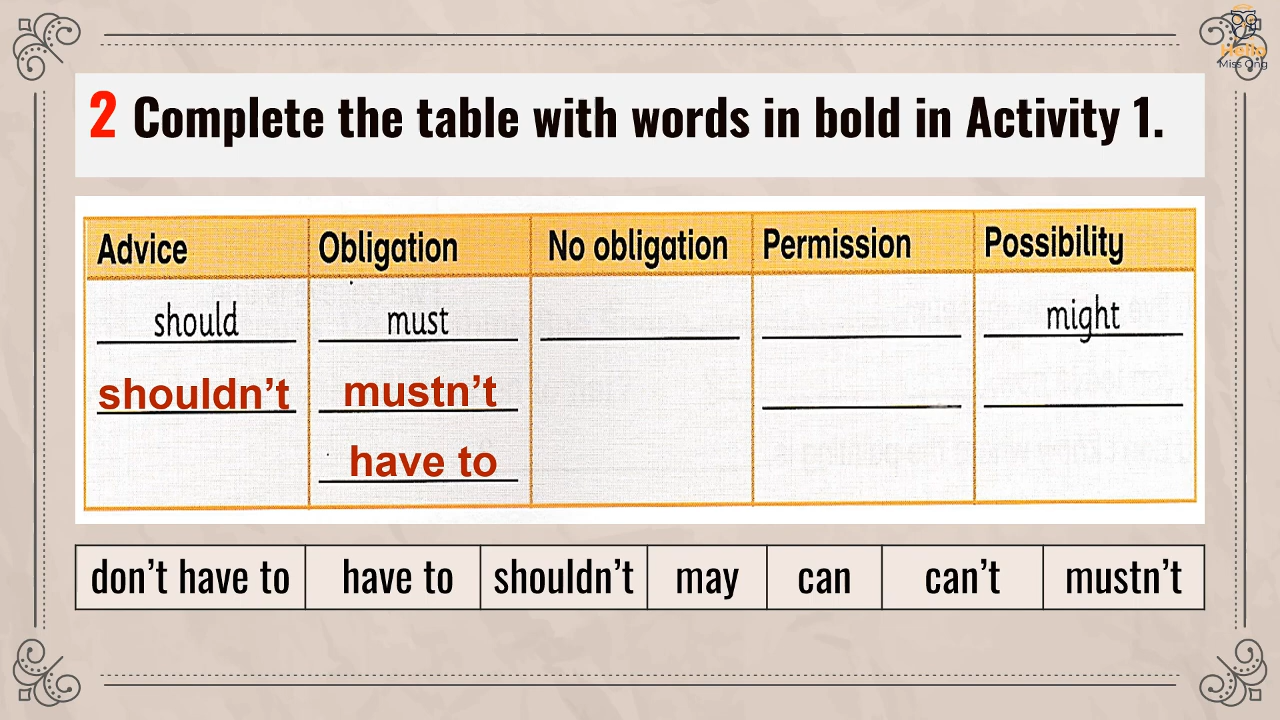 Hello
Miss Ong
2 Complete the table with words in bold in Activity 1.
Advice Obligation No obligation Permission Possibility
should must might
shouldn’t mustn’t
have to
don’t have to have to shouldn’t may can can’t mustn’t